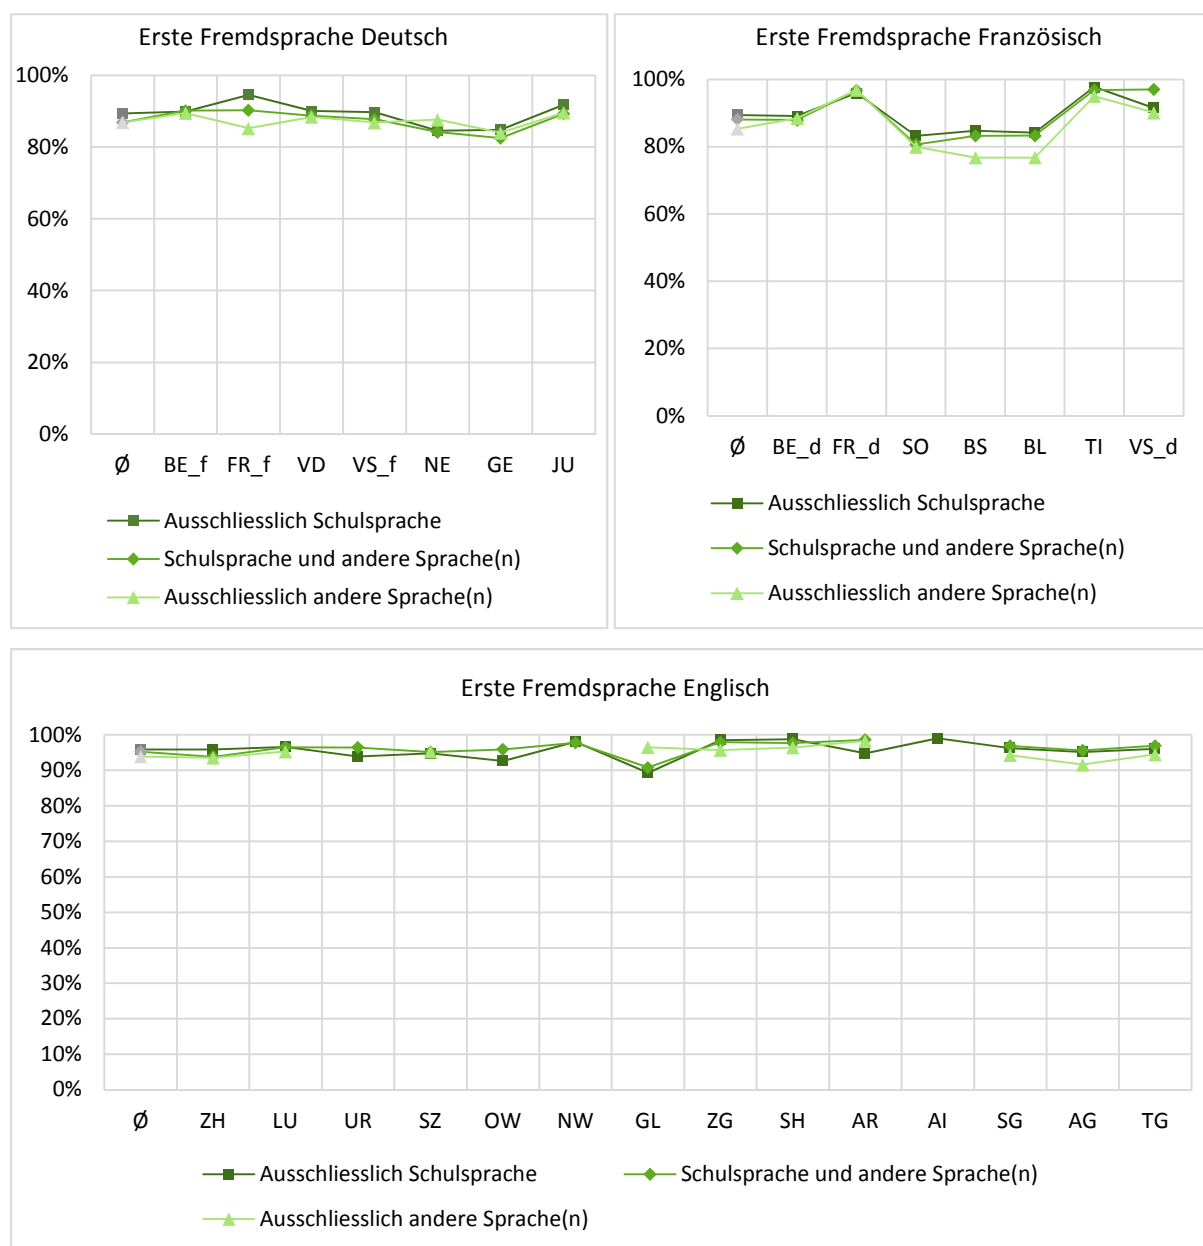 Erste Fremdsprache Deutsch
100%
80%
60%
40%
20%
0%
Ø BE_f FR_f VD VS_f NE GE JU
Ausschliesslich Schulsprache
Schulsprache und andere Sprache(n)
Ausschliesslich andere Sprache(n)
Erste Fremdsprache Französisch
100%
80%
60%
40%
20%
0%
Ø BE_d FR_d SO BS BL TI VS_d
Ausschliesslich Schulsprache
Schulsprache und andere Sprache(n)
Ausschliesslich andere Sprache(n)
Erste Fremdsprache Englisch
100%
90%
80%
70%
60%
50%
40%
30%
20%
10%
0%
Ø ZH LU UR SZ OW NW GL ZG SH AR AI SG AG TG
Ausschliesslich Schulsprache Schulsprache und andere Sprache(n)
Ausschliesslich andere Sprache(n)